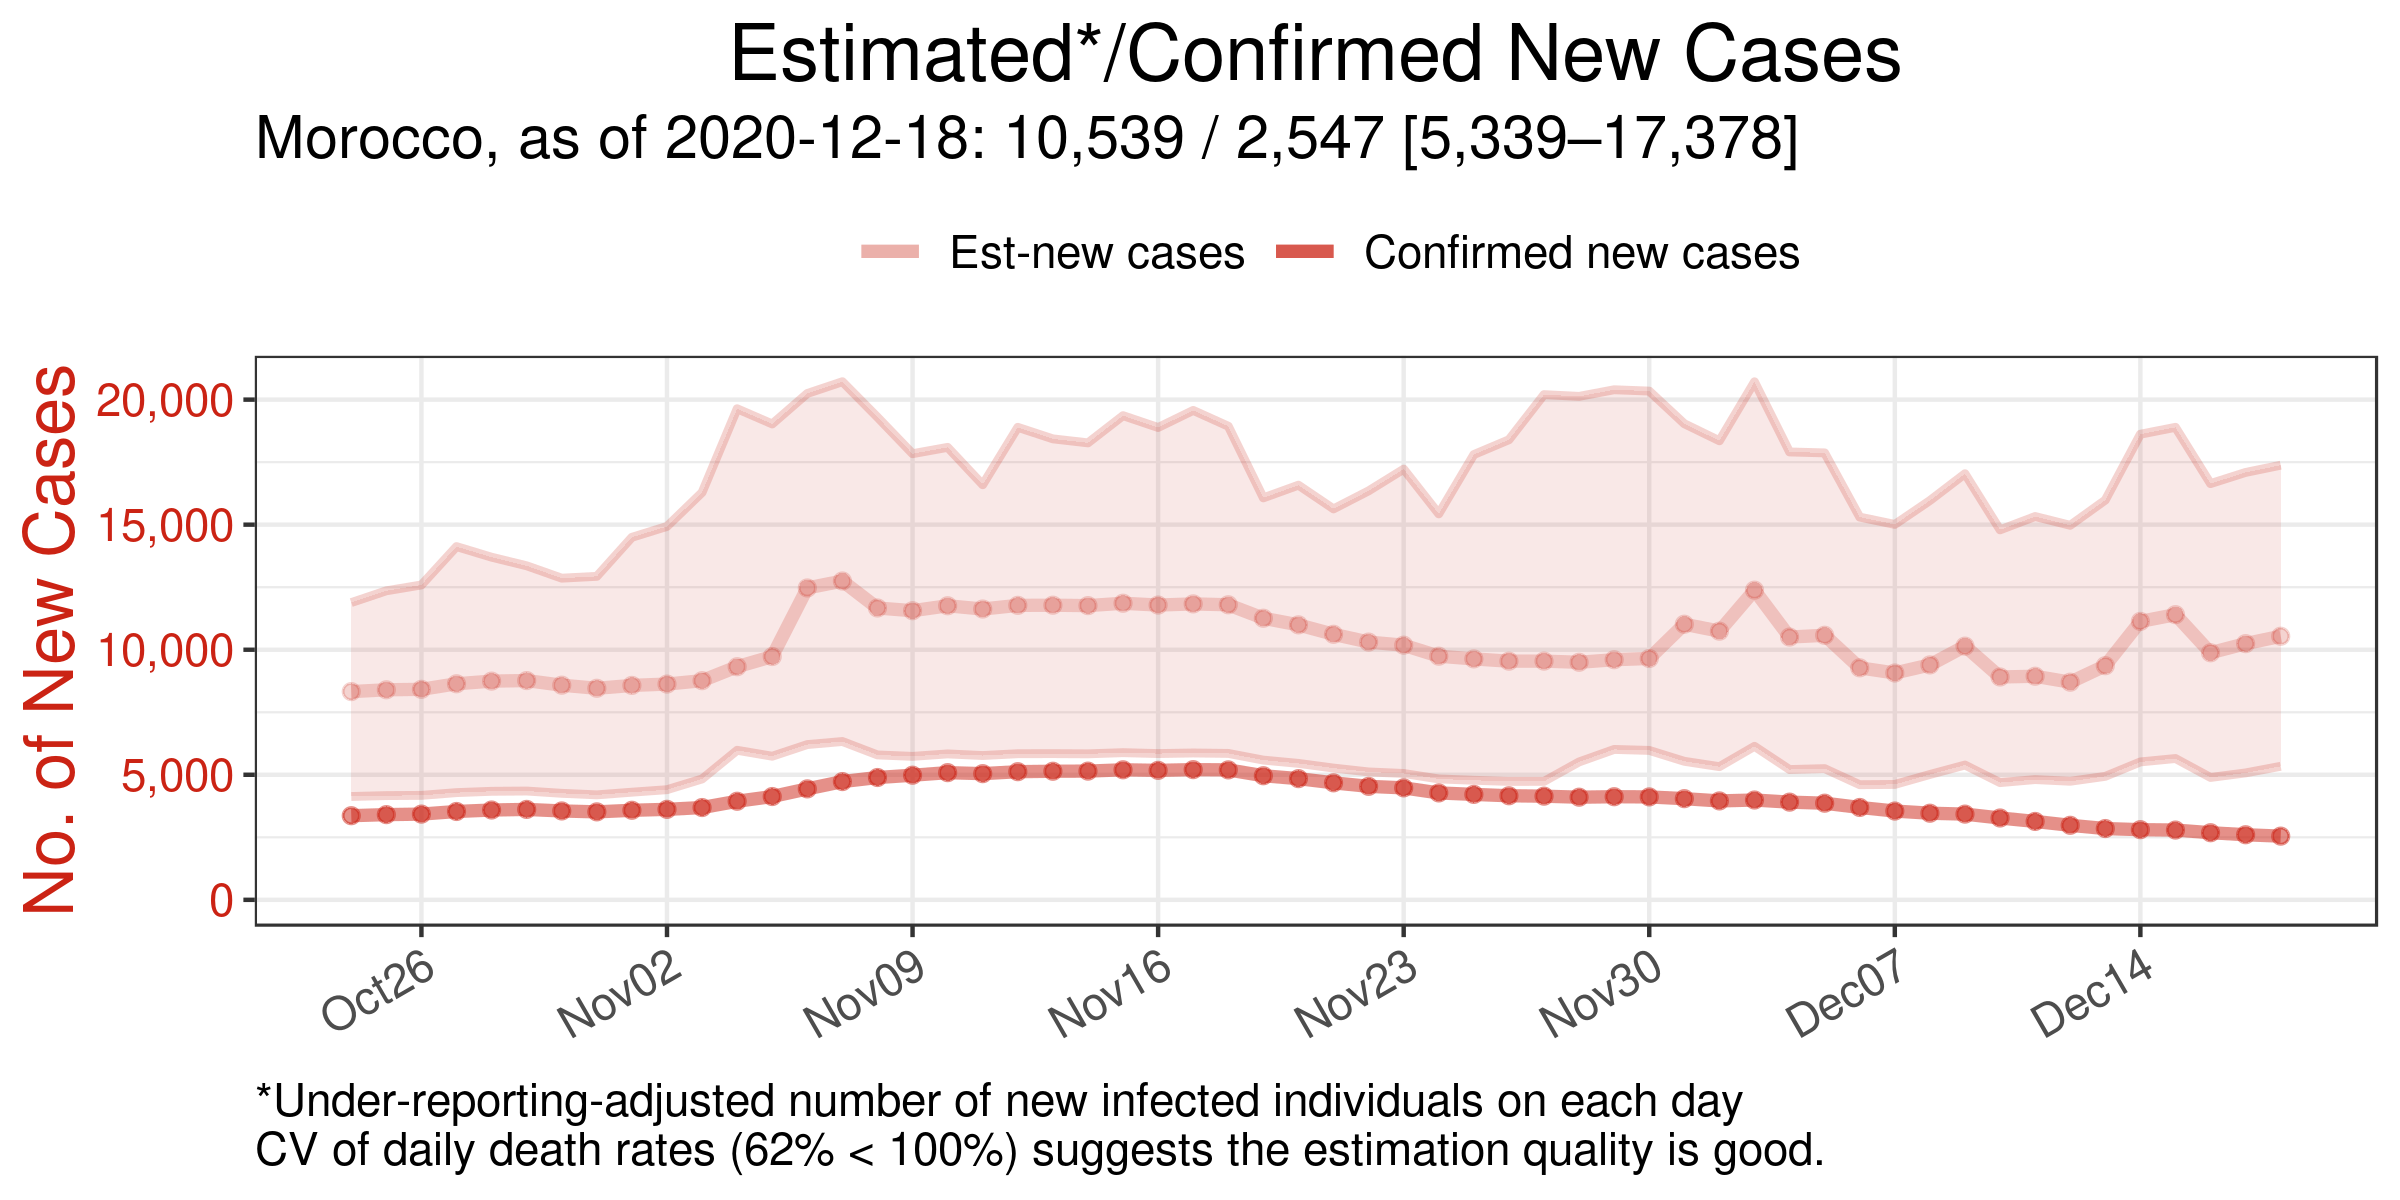 Estimated*/Confirmed New Cases
Morocco, as of 2020-12-18: 10,539 / 2,547 [5,339–17,378]
Est-new cases
Confirmed new cases
No. of New Cases
20,000
15,000
10,000
5,000
0
Oct26
Nov02
Nov09
Nov16
Nov23
Nov30
Dec07
Dec14
*Under-reporting-adjusted number of new infected individuals on each day
CV of daily death rates (62% < 100%) suggests the estimation quality is good.